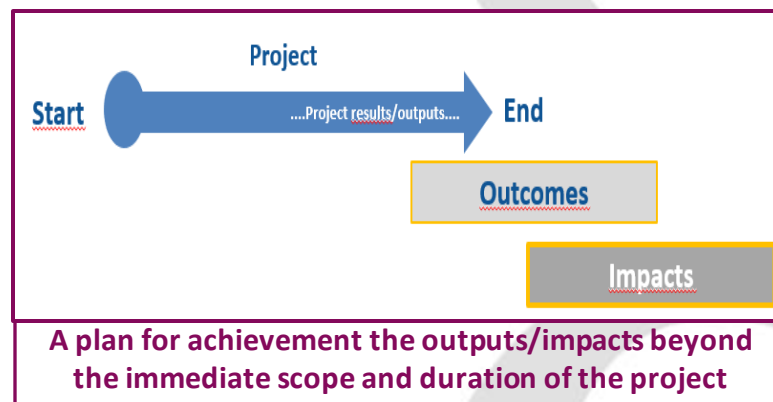 Project
Start
....Project results/outputs....
End
Outcomes
Impacts
A plan for achievement the outputs/impacts beyond
the immediate scope and duration of the project